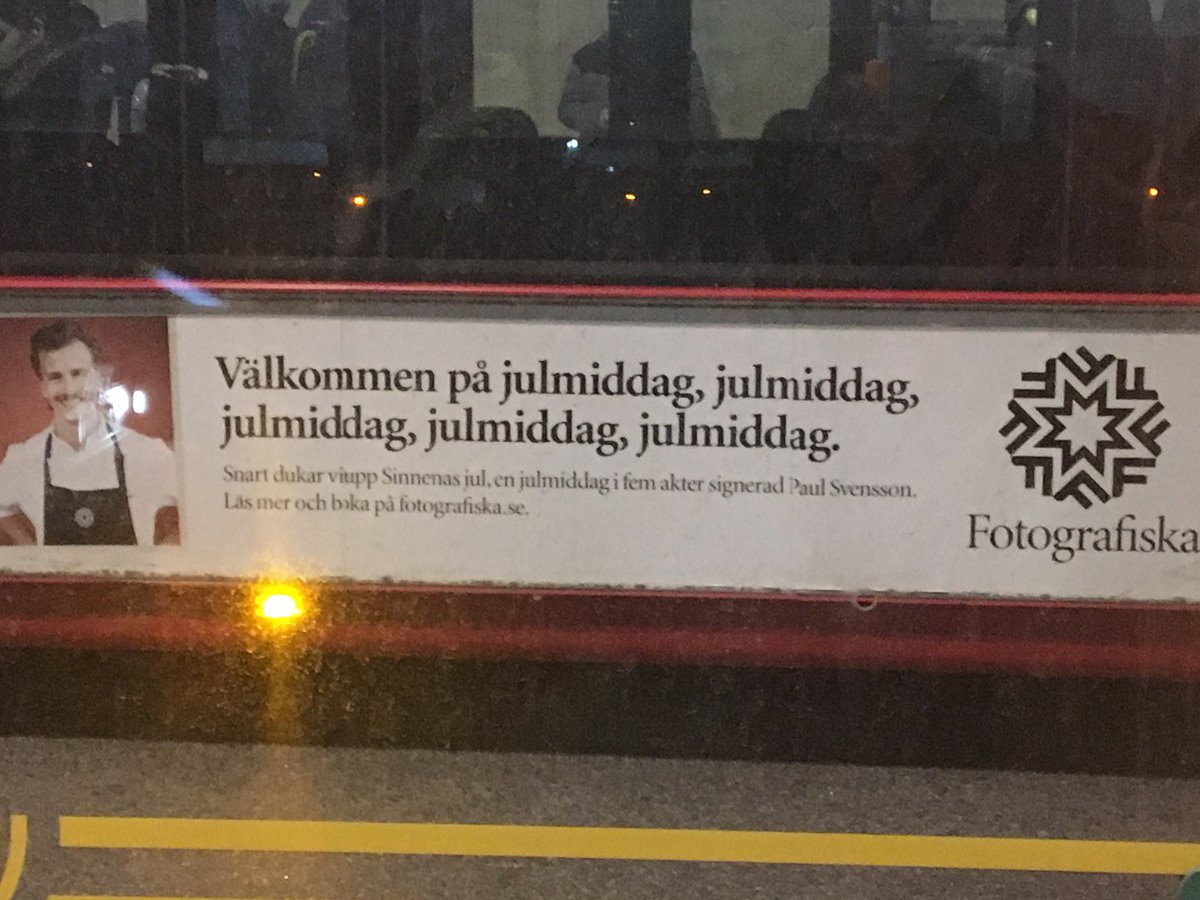 Välkommen på julmiddag, julmiddag,
julmiddag, julmiddag, julmiddag.
Snart dukar vi upp Sinnenas jul, en julmiddag i fem akter signerad Paul Svensson.
Läs mer och boka på fotografiska.se.
Fotografiska